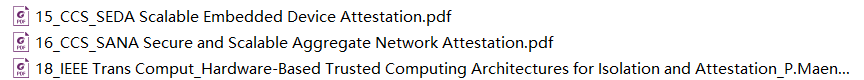 15_CCS_SEDA Scalable Embedded Device Attestation.pdf
16_CCS_SANA Secure and Scalable Aggregate Network Attestation.pdf
18_IEEE Trans Comput_Hardware-Based Trusted Computing Architectures for Isolation and Attestation_P.Maen...